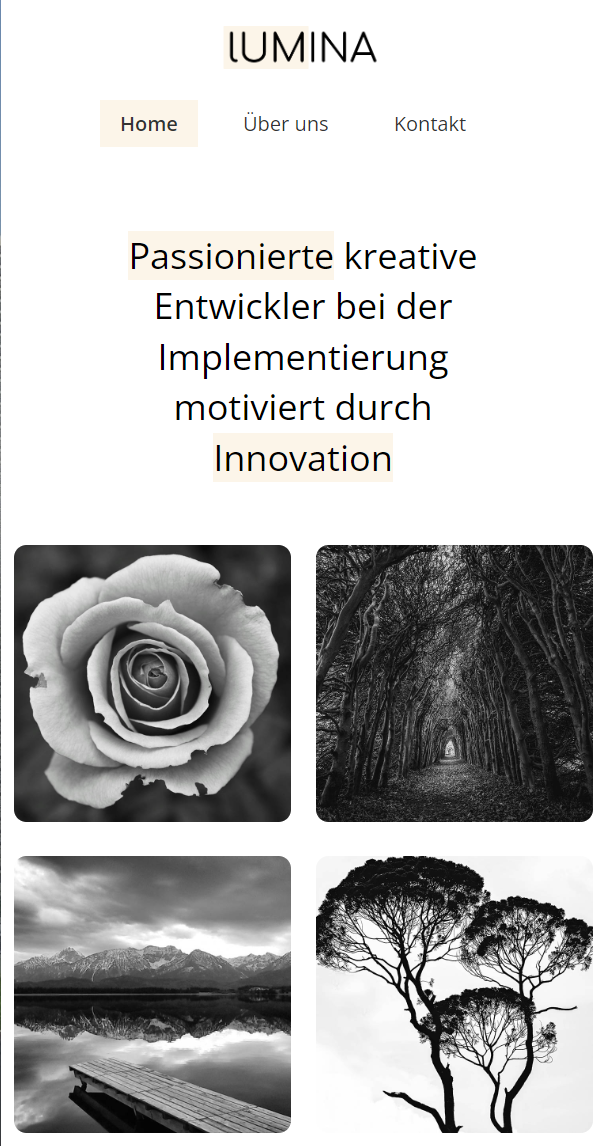 lUMINA
Home
Über uns
Kontakt
Passionierte kreative
Entwickler bei der
Implementierung
motiviert durch
Innovation